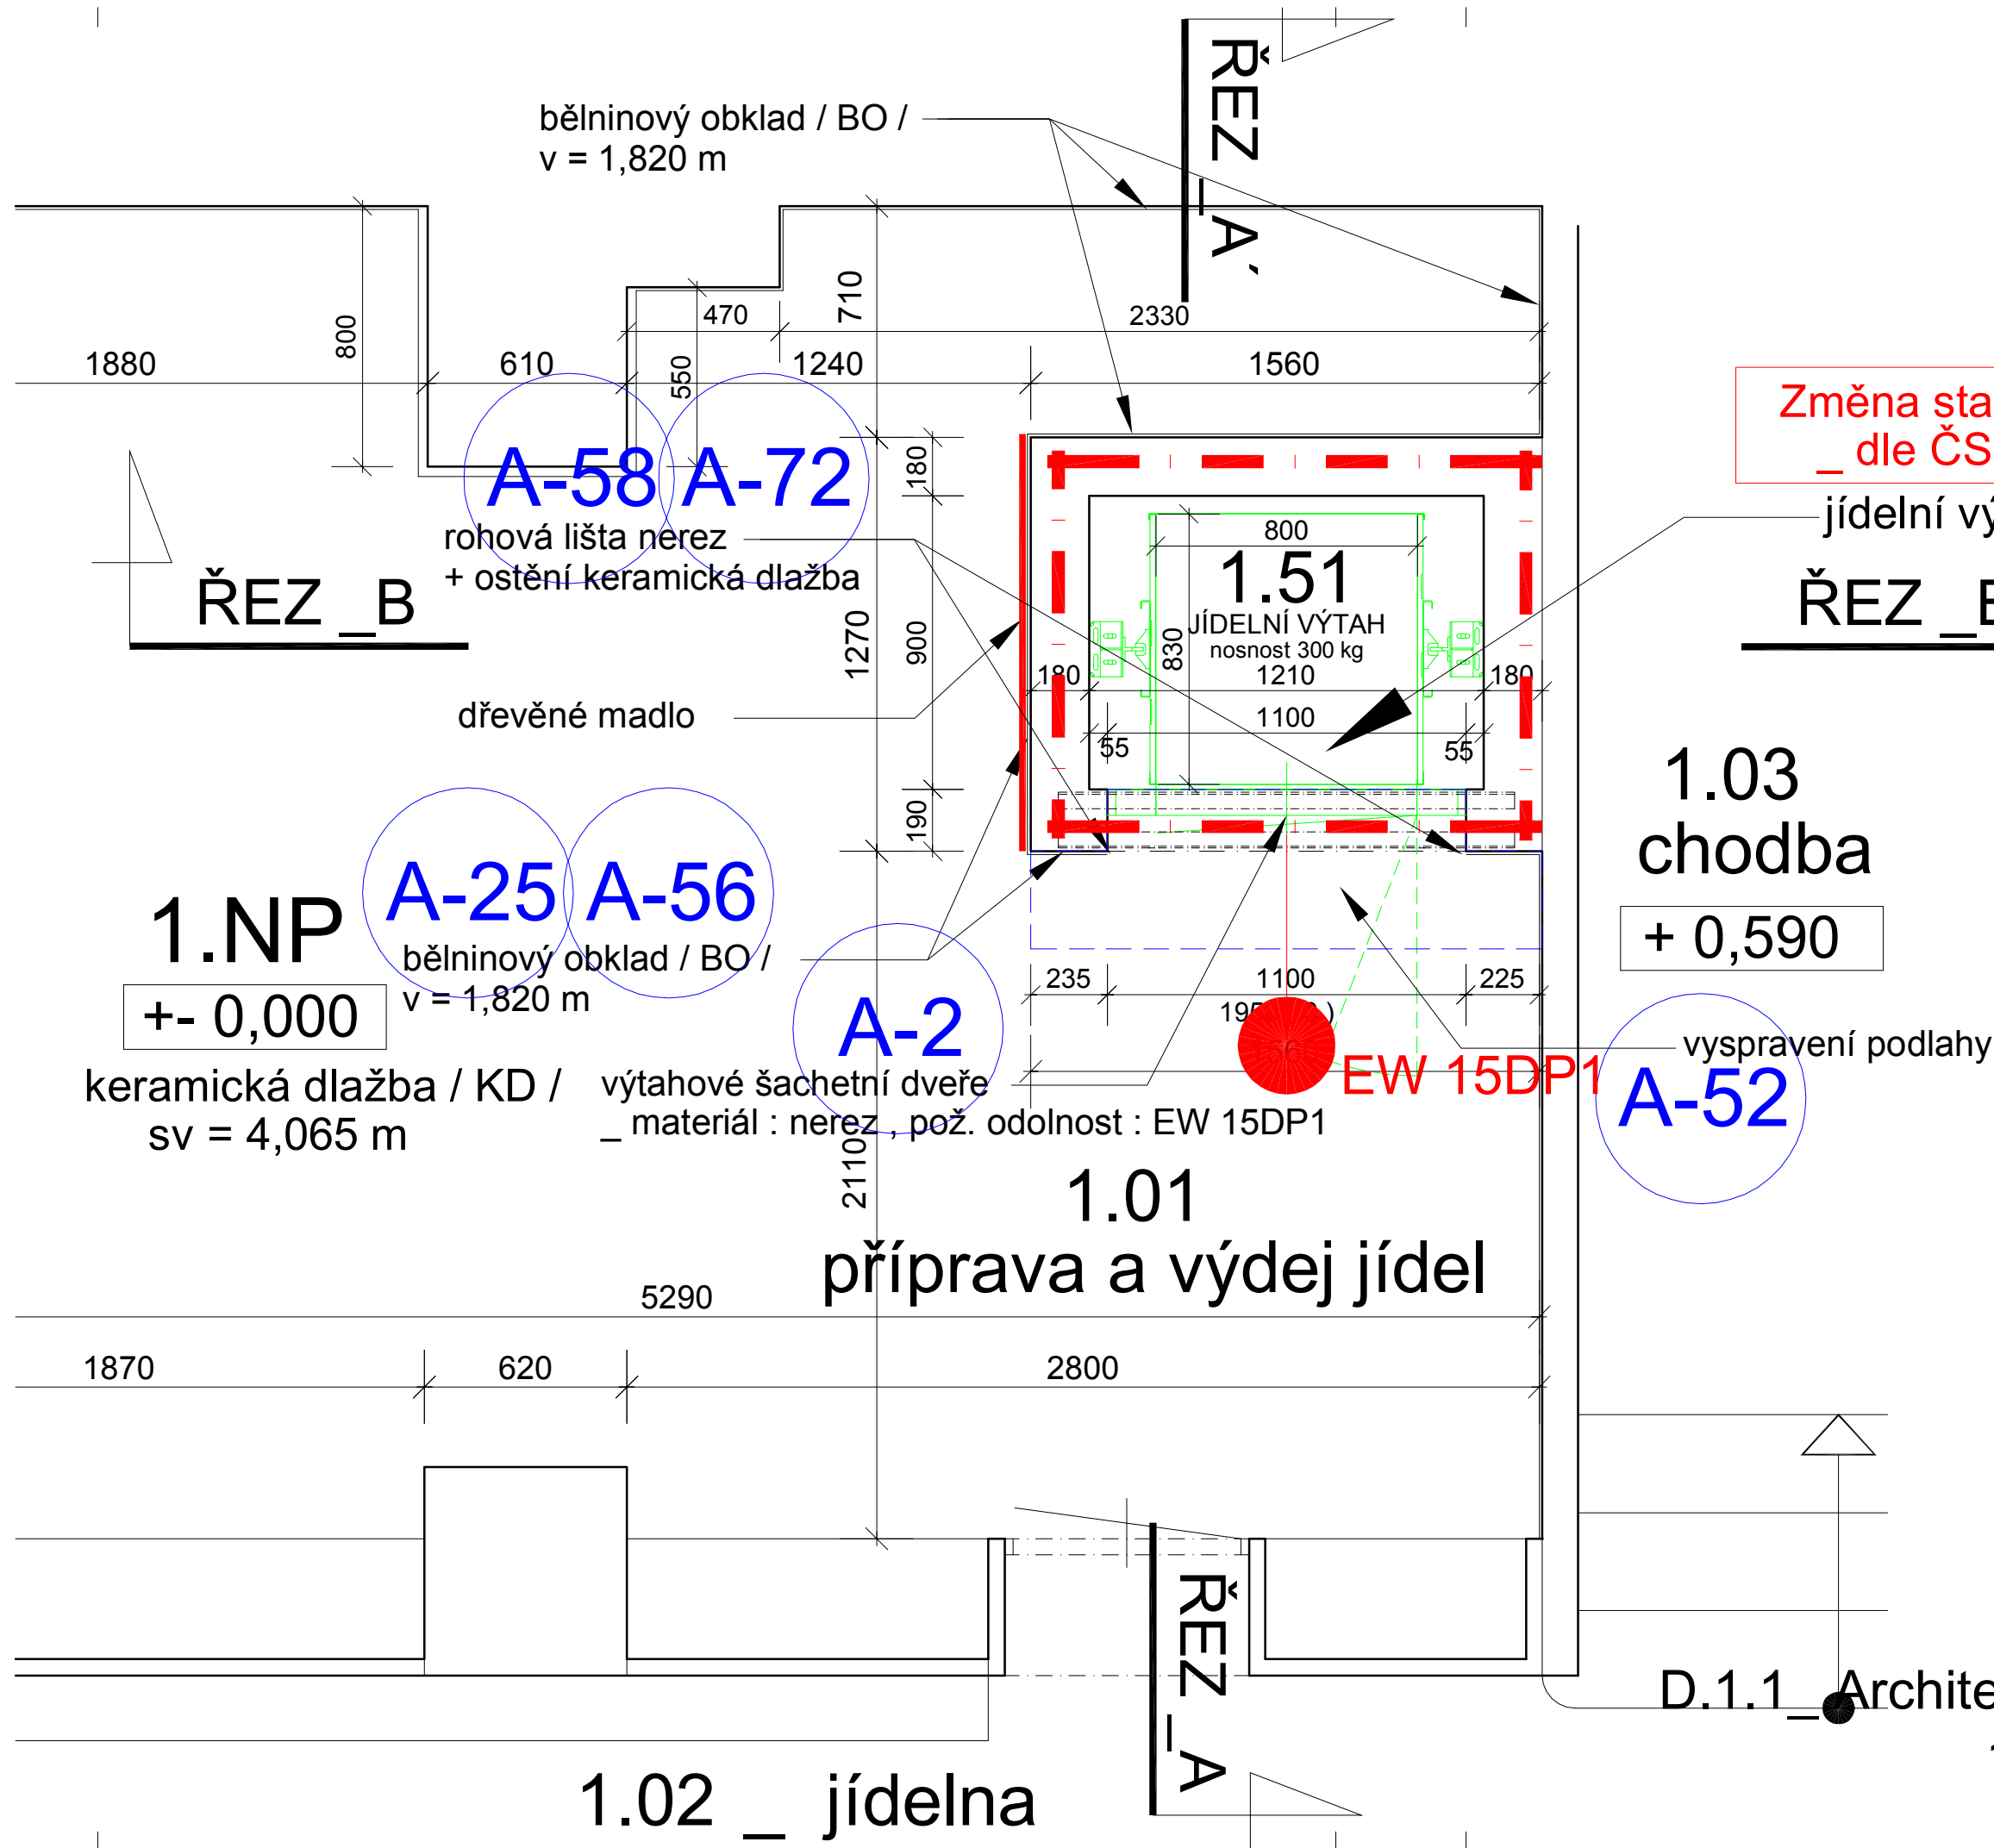 ŘEZ _A´
bělninový obklad / BO /
v = 1,820 m
800
470
710
2330
1880
610
550
1240
1560
Změna sta
_ dle ČS
A-58
A-72
180
jídelní vý
rohová lišta nerez
+ ostění keramická dlažba
800
1.51
JÍDELNÍ VÝTAH
nosnost 300 kg
830
ŘEZ _B
ŘEZ _B
1270
900
180
1210
180
dřevěné madlo
1100
55
55
1.03
chodba
+ 0,590
190
A-25
A-56
1.NP
+- 0,000
bělninový obklad / BO /
v = 1,820 m
235
1100
225
A-2
vyspravení podlahy
keramická dlažba / KD /
sv = 4,065 m
výtahové šachetní dveře
_ materiál : nerez , pož. odolnost : EW 15DP1
EW 15DP1
A-52
2110
1.01
příprava a výdej jídel
5290
1870
620
2800
ŘEZ _A
D.1.1_ Archite
1.02 _ jídelna